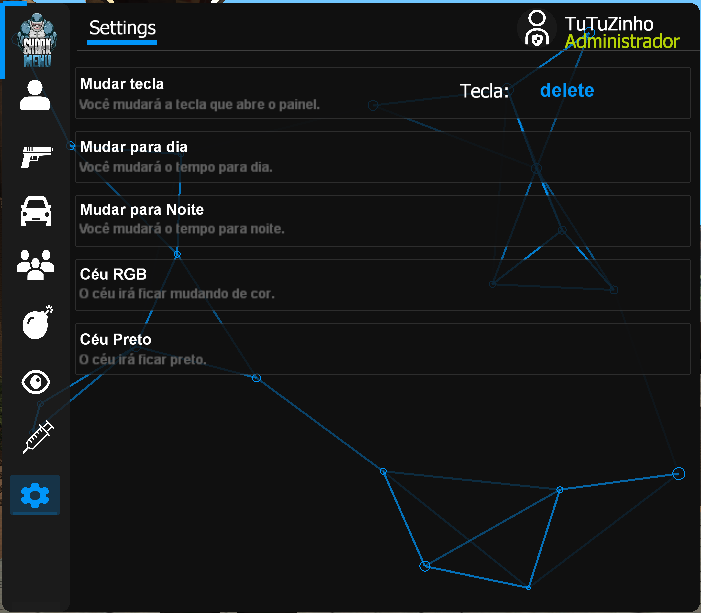 SHARK
MENU
Settings
TuTuZinho
Administrador
Mudar tecla
Você mudará a tecla que abre o painel.
Tecla: delete
Mudar para dia
Você mudará o tempo para dia.
Mudar para Noite
Você mudará o tempo para noite.
Céu RGB
O céu irá ficar mudando de cor.
Céu Preto
O céu irá ficar preto.